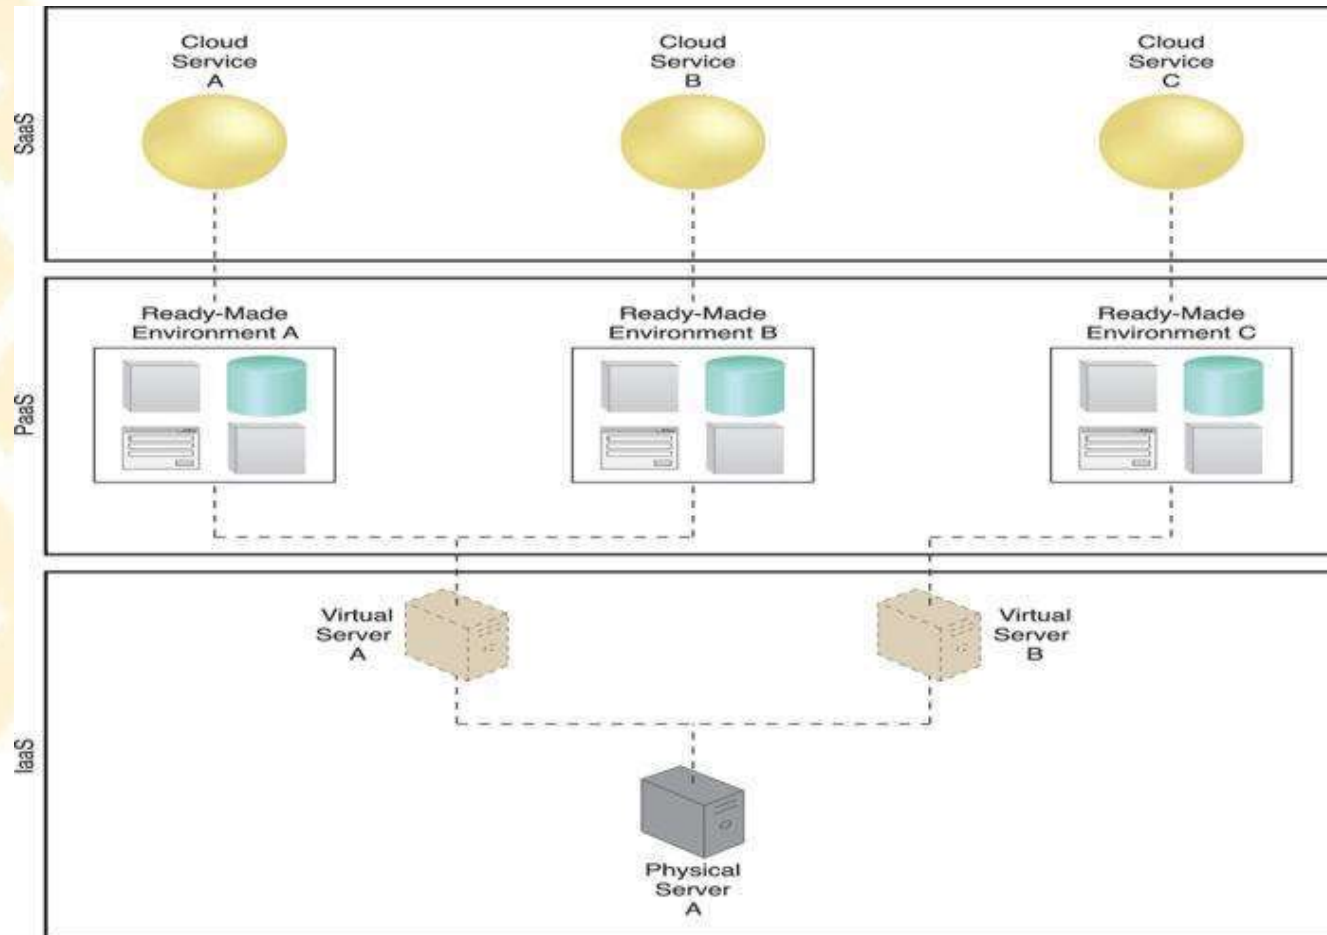 Cloud
Service
A
Cloud
Service
B
Cloud
Service
C
SaaS
Ready-Made
Environment A
Ready-Made
Environment B
Ready-Made
Environment C
PaaS
Virtual
Server
A
Virtual
Server
B
IaaS
Physical
Server
A